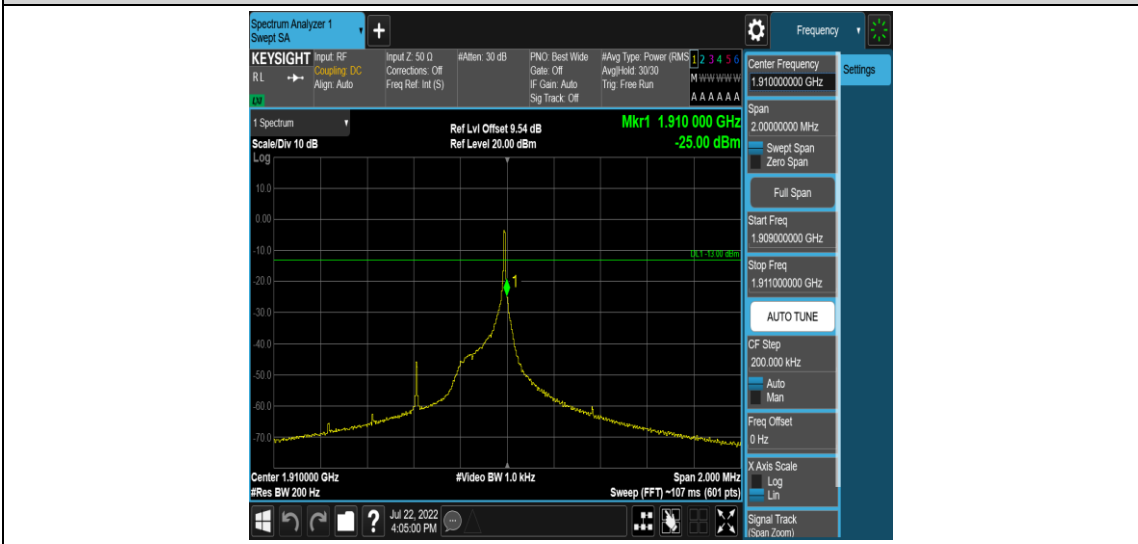 Spectrum Analyzer 1
Swept SA
+
Frequency
KEYSIGHT
RL
LXI
Input: RF
Coupling: DC
Align: Auto
Input Z: 50 Ω
Corrections: Off
Freq Ref: Int (S)
#Atten: 30 dB
PNO: Best Wide
Gate: Off
IF Gain: Auto
Sig Track: Off
#Avg Type: Power (RMS
Avg|Hold: 30/30
Trig: Free Run
1 2 3 4 5 6
M W W W W W
A A A A A A
1 Spectrum
Scale/Div 10 dB
Log
Ref Lvl Offset 9.54 dB
Ref Level 20.00 dBm
Mkr1 1.910 000 GHz
-25.00 dBm
10.0
0.00
-10.0
DL1 -13.00 dBm
-20.0
1
-30.0
-40.0
-50.0
-60.0
-70.0
Center 1.910000 GHz
#Res BW 200 Hz
#Video BW 1.0 kHz
Span 2.000 MHz
Sweep (FFT) ~107 ms (601 pts)
?
Jul 22, 2022
4:05:00 PM
Center Frequency
1.910000000 GHz
Settings
Span
2.00000000 MHz
Swept Span
Zero Span
Full Span
Start Freq
1.909000000 GHz
Stop Freq
1.911000000 GHz
AUTO TUNE
CF Step
200.000 kHz
Auto
Man
Freq Offset
0 Hz
X Axis Scale
Log
Lin
Signal Track
(Span Zoom)